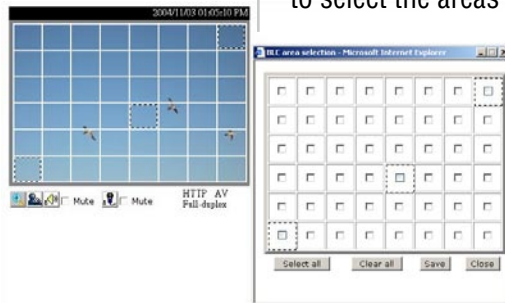 to select the areas
2004/11/03 01:05:10 PM
BLC area selection - Microsoft Internet Explorer
Mute
Mute
HTTP AV
Full-duplex
Select all
Clear all
Save
Close